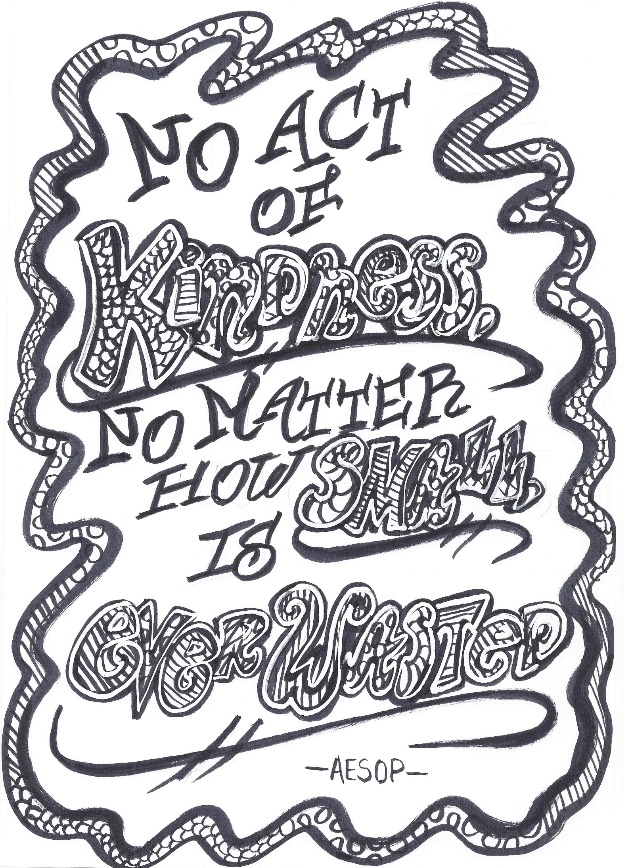 NO ACT
OF
KinDness,
NO MATTER
HOW SMALL
IS
eVeR WASTeD
—AESOP—